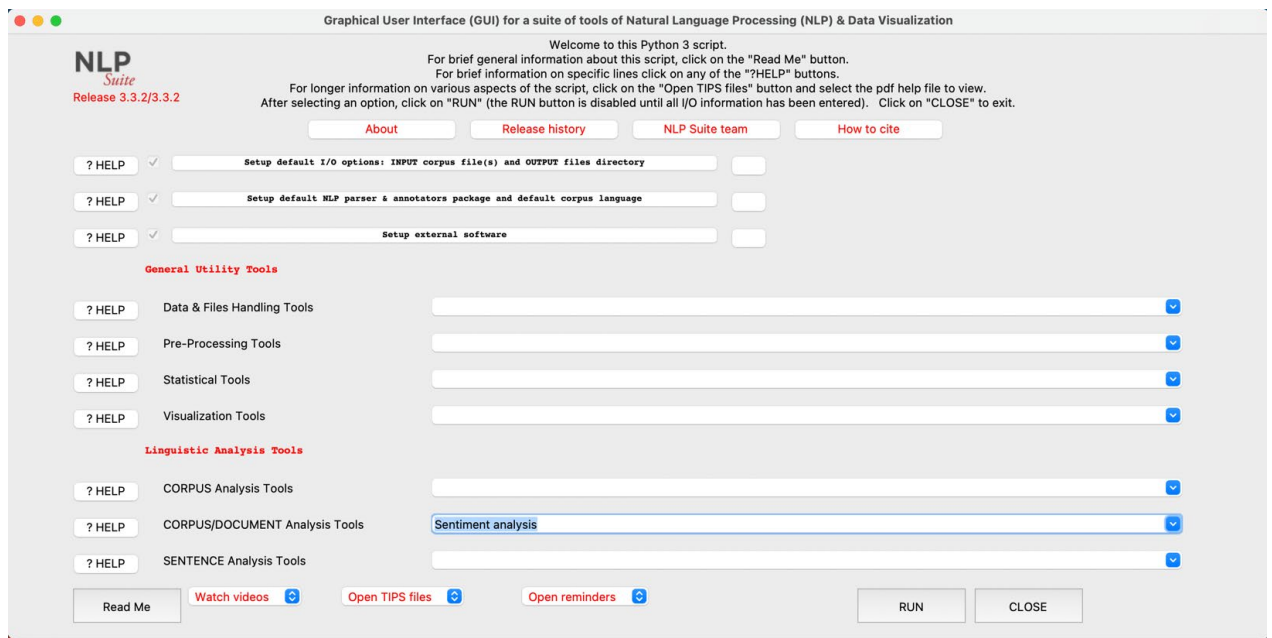 Graphical User Interface (GUI) for a suite of tools of Natural Language Processing (NLP) & Data Visualization
NLP
Suite
Release 3.3.2/3.3.2
Welcome to this Python 3 script.
For brief general information about this script, click on the "Read Me" button.
For brief information on specific lines click on any of the "?HELP" buttons.
For longer information on various aspects of the script, click on the "Open TIPS files" button and select the pdf help file to view.
After selecting an option, click on "RUN" (the RUN button is disabled until all I/O information has been entered). Click on "CLOSE" to exit.
About Release history NLP Suite team How to cite
? HELP Setup default I/O options: INPUT corpus file(s) and OUTPUT files directory
? HELP Setup default NLP parser & annotators package and default corpus language
? HELP Setup external software
General Utility Tools
? HELP Data & Files Handling Tools
? HELP Pre-Processing Tools
? HELP Statistical Tools
? HELP Visualization Tools
Linguistic Analysis Tools
? HELP CORPUS Analysis Tools
? HELP CORPUS/DOCUMENT Analysis Tools Sentiment analysis
? HELP SENTENCE Analysis Tools
Read Me Watch videos Open TIPS files Open reminders RUN CLOSE